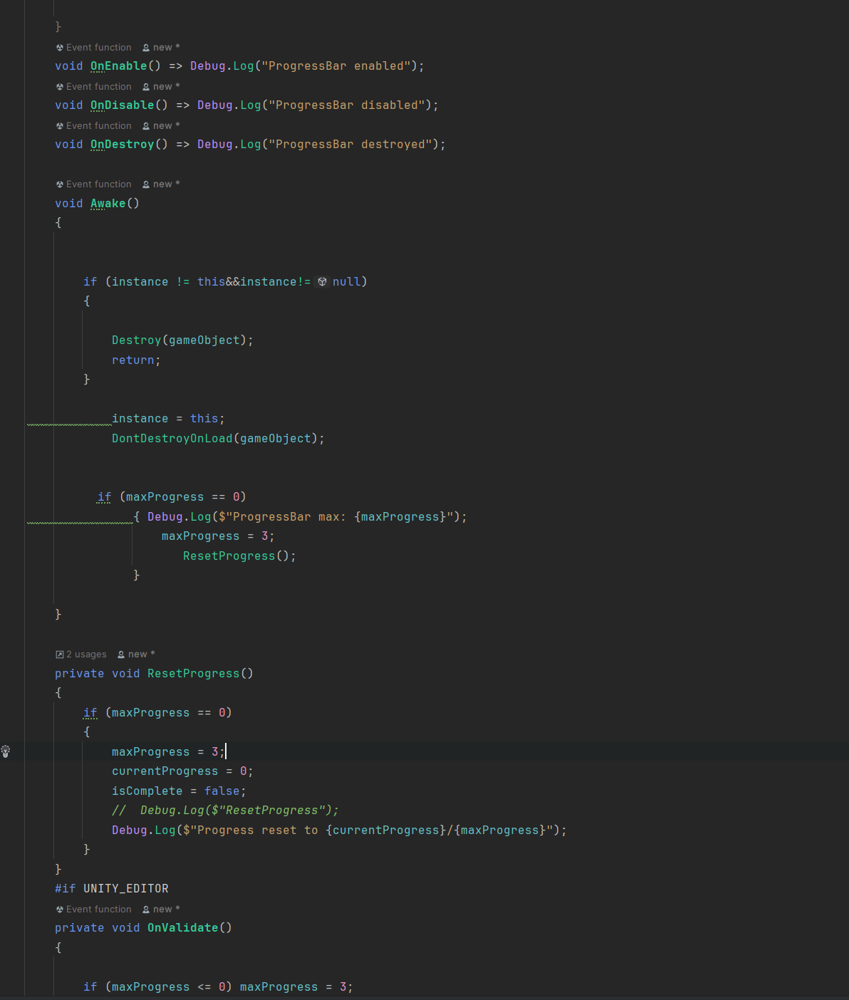 }
Event function new *
void OnEnable() => Debug.Log("ProgressBar enabled");
Event function new *
void OnDisable() => Debug.Log("ProgressBar disabled");
Event function new *
void OnDestroy() => Debug.Log("ProgressBar destroyed");
Event function new *
void Awake()
{
if (instance != this&&instance!= null)
{
Destroy(gameObject);
return;
}
instance = this;
DontDestroyOnLoad(gameObject);
if (maxProgress == 0)
{ Debug.Log($"ProgressBar max: {maxProgress}");
maxProgress = 3;
ResetProgress();
}
}
2 usages new *
private void ResetProgress()
{
if (maxProgress == 0)
{
maxProgress = 3;
currentProgress = 0;
isComplete = false;
//  Debug.Log($"ResetProgress");
Debug.Log($"Progress reset to {currentProgress}/{maxProgress}");
}
}
#if UNITY_EDITOR
Event function new *
private void OnValidate()
{
if (maxProgress <= 0) maxProgress = 3;